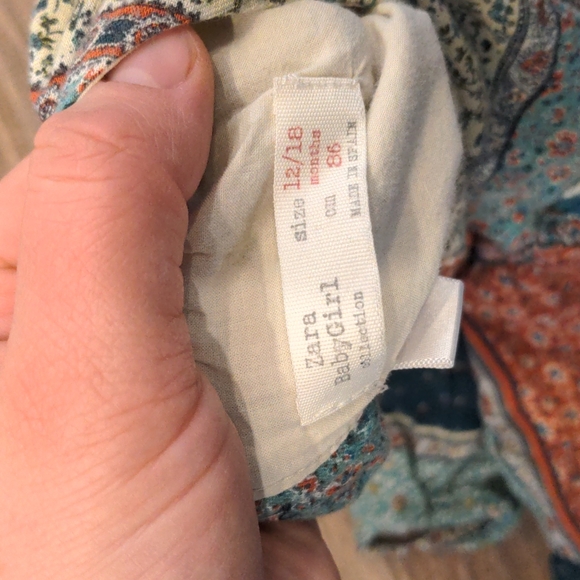 Zara
BabyGirl
collection
size 12/18
months
cm 86
MADE IN SPAIN